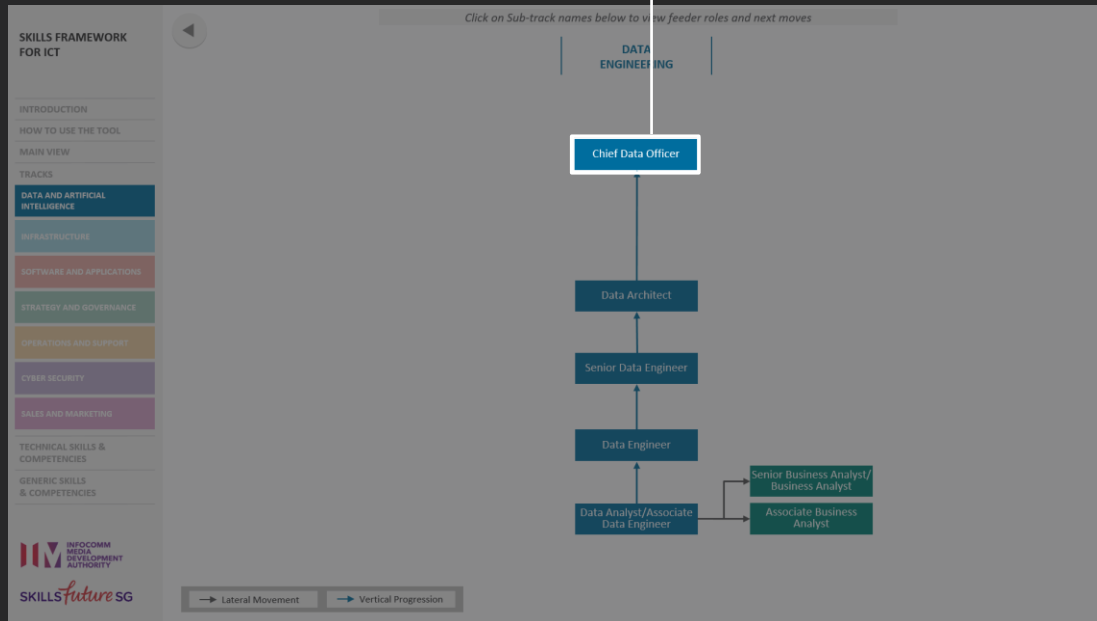 Click on Sub-track names below to view feeder roles and next moves
SKILLS FRAMEWORK
FOR ICT
DATA
ENGINEERING
INTRODUCTION
HOW TO USE THE TOOL
MAIN VIEW
TRACKS
DATA AND ARTIFICIAL
INTELLIGENCE
INFRASTRUCTURE
SOFTWARE AND APPLICATIONS
STRATEGY AND GOVERNANCE
OPERATIONS AND SUPPORT
CYBER SECURITY
SALES AND MARKETING
TECHNICAL SKILLS &
COMPETENCIES
GENERIC SKILLS
& COMPETENCIES
INFOCOMM
MEDIA
DEVELOPMENT
AUTHORITY
SKILLS future SG
Chief Data Officer
Data Architect
Senior Data Engineer
Data Engineer
Data Analyst/Associate
Data Engineer
Senior Business Analyst/
Business Analyst
Associate Business
Analyst
Lateral Movement
Vertical Progression